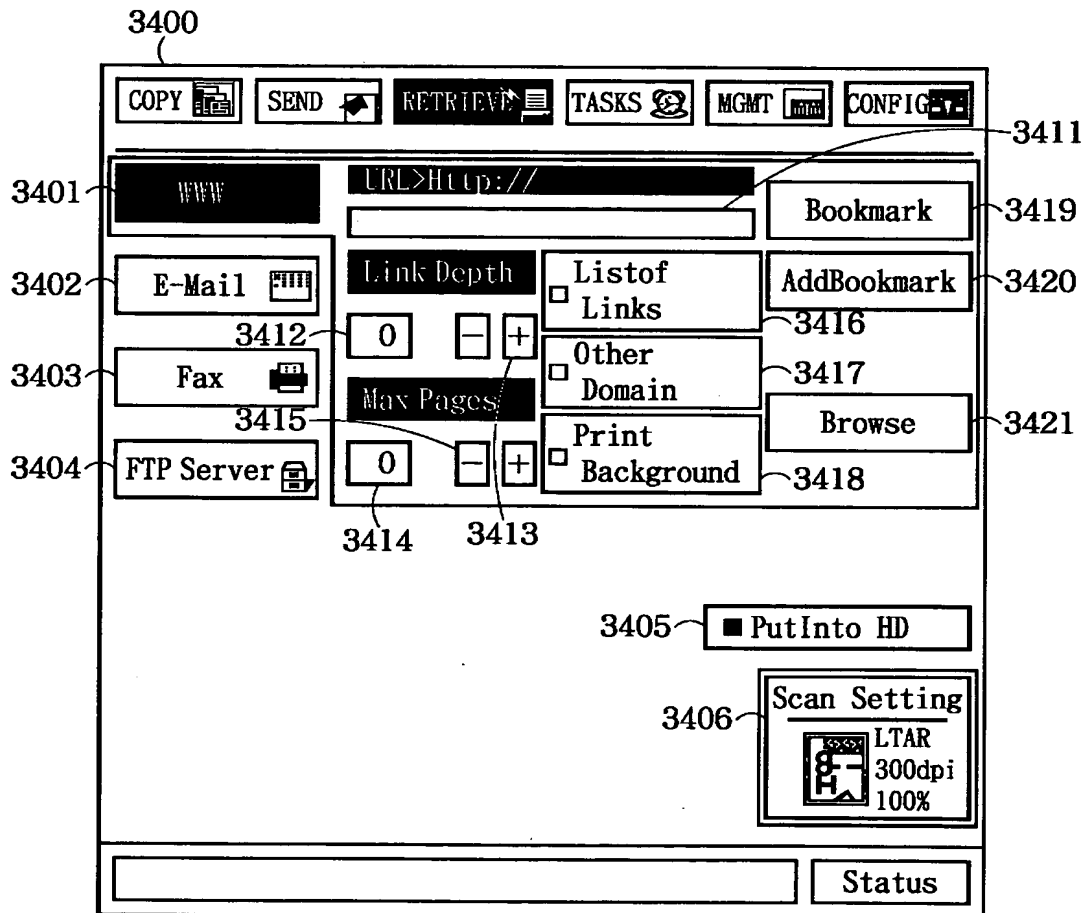 3400
COPY SEND RETRIEVE TASKS MGMT CONFIG
3411
3401 WWW URL>Http:// Bookmark 3419
3402 E-Mail Link Depth Listof Links AddBookmark 3420
3412 0 - + 3416
3403 Fax Other Domain 3417
Max Pages Browse 3421
3415 Print Background
3404 FTP Server 0 - + 3418
3414 3413
3405 PutInto HD
3406 Scan Setting
LTAR
300dpi
100%
Status